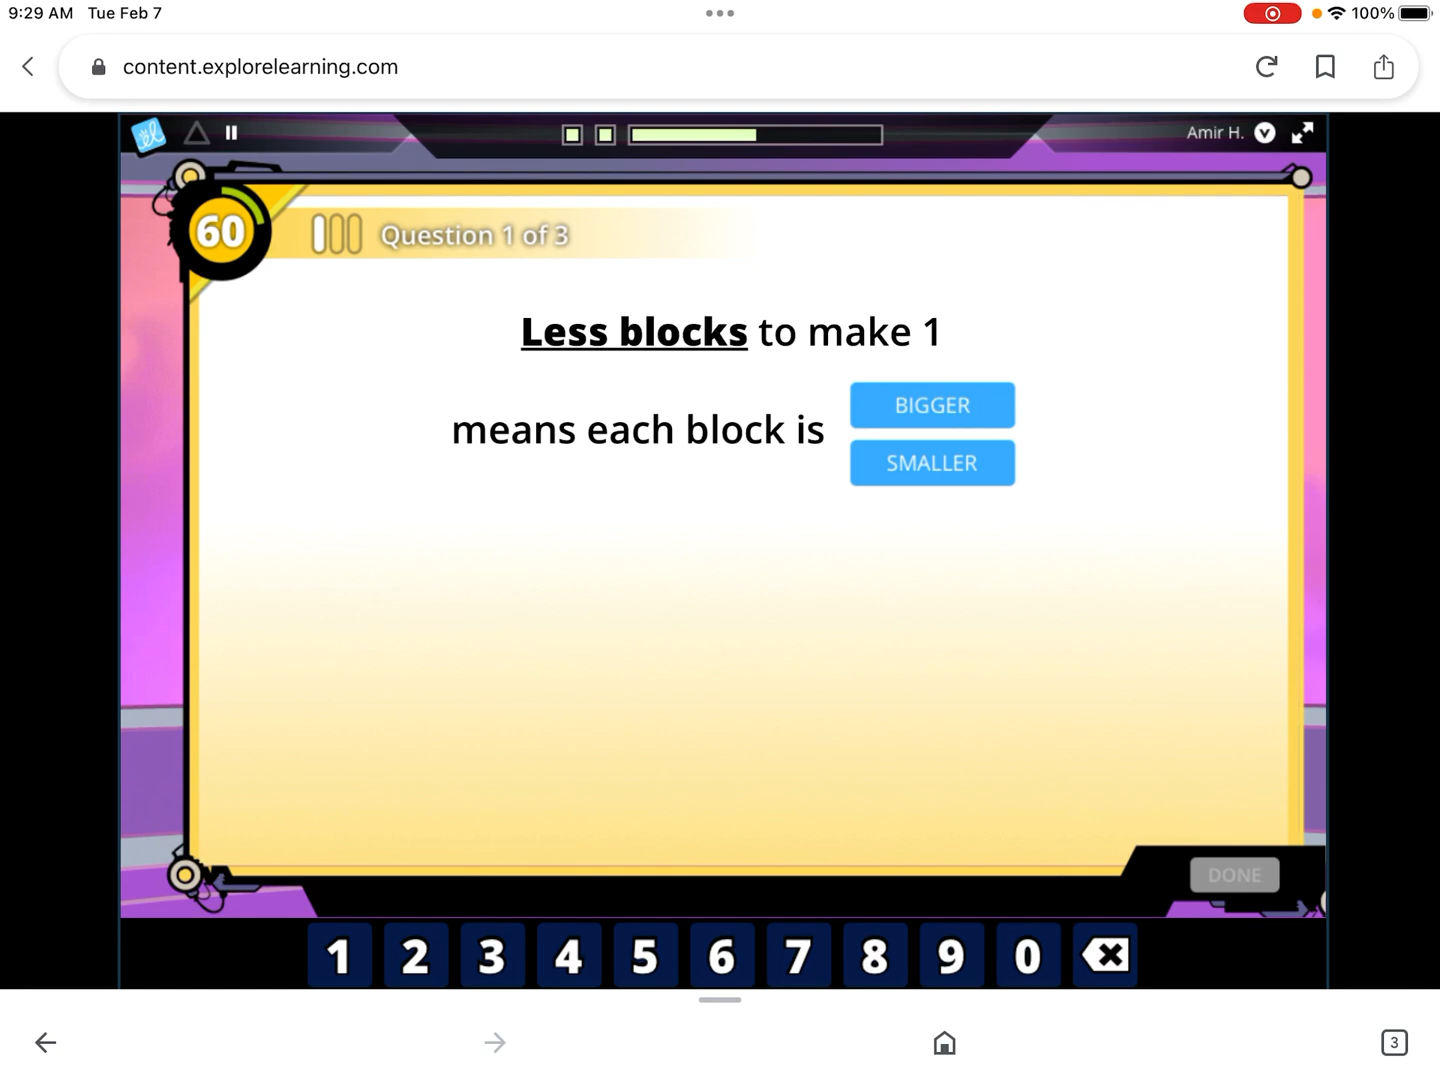 9:29 AM Tue Feb 7
100%
content.explorelearning.com
Amir H.
60
Question 1 of 3
Less blocks to make 1
means each block is
BIGGER
SMALLER
DONE
1 2 3 4 5 6 7 8 9 0
3